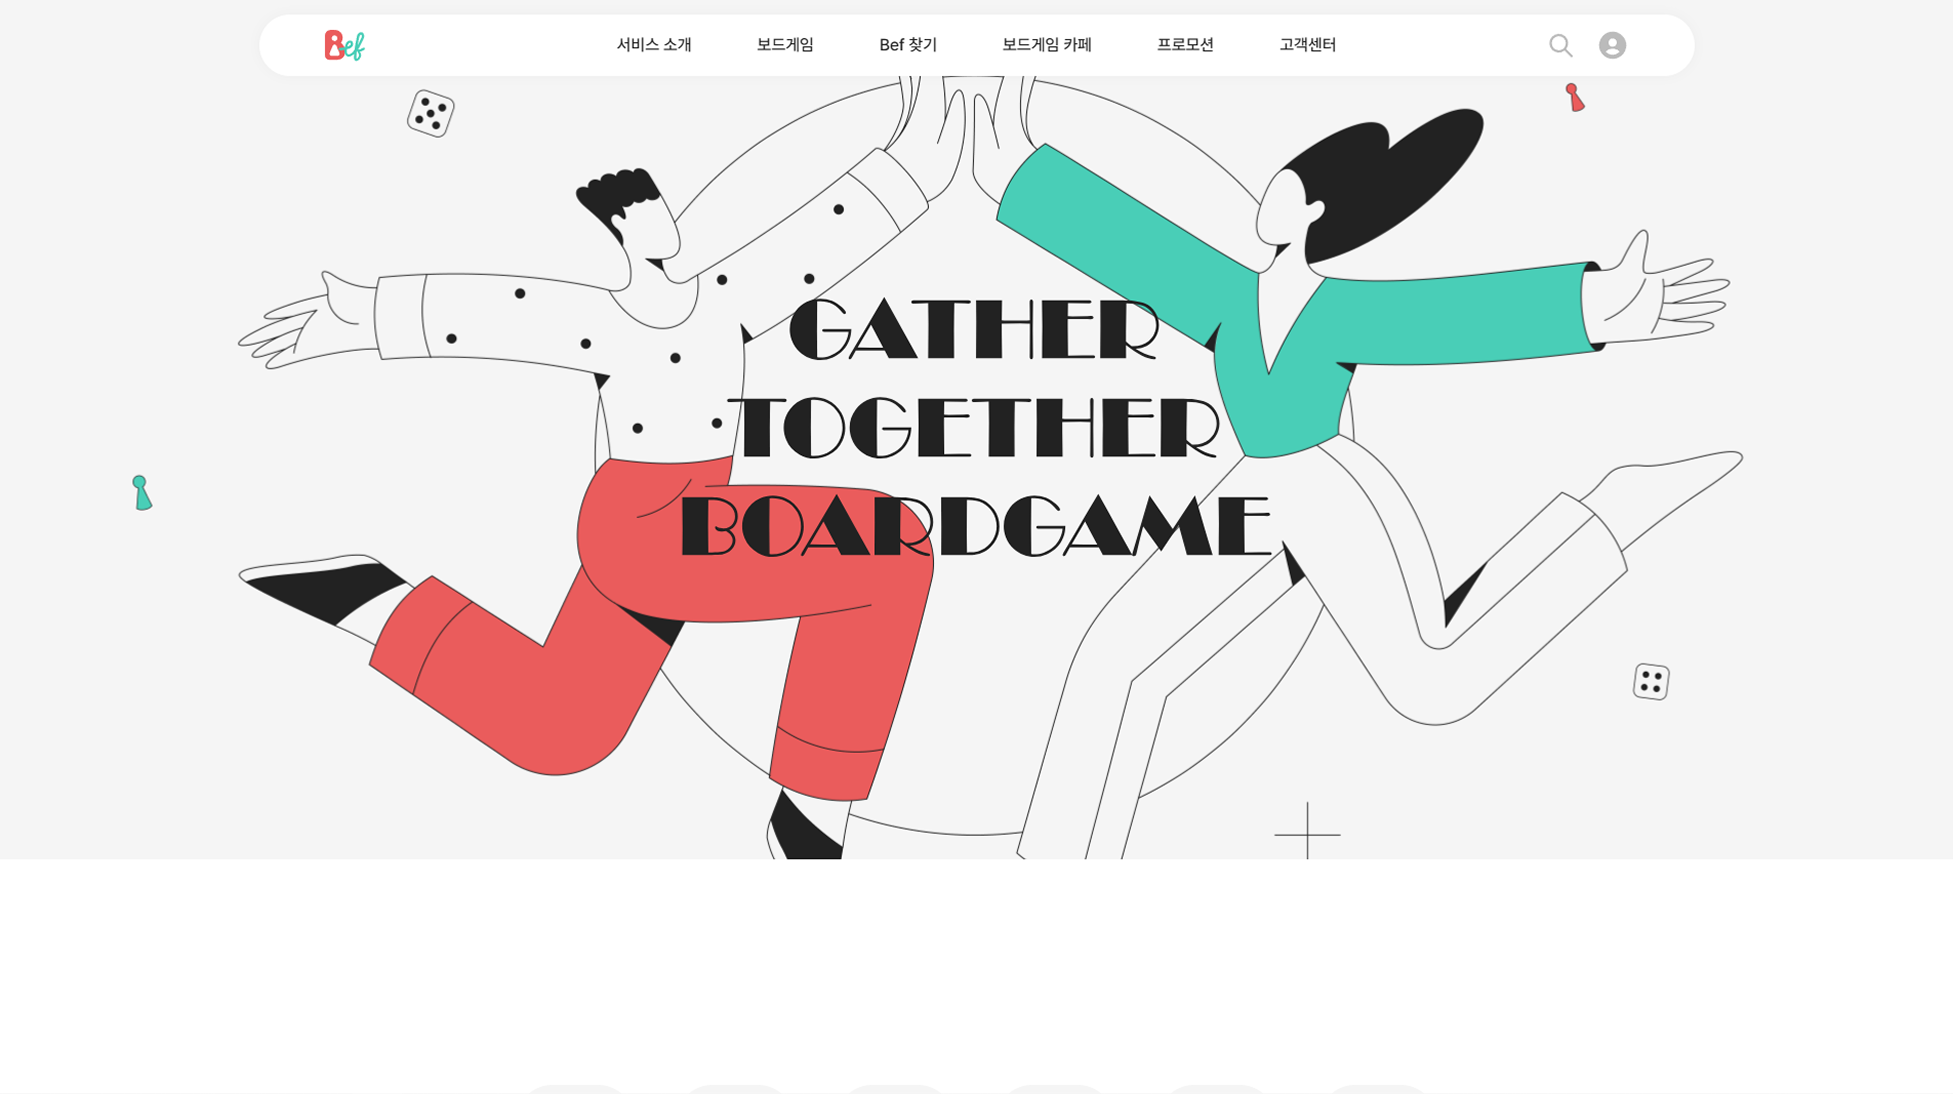 Bef
서비스 소개
보드게임
Bef 찾기
보드게임 카페
프로모션
고객센터
GATHER
TOGETHER
BOARDGAME